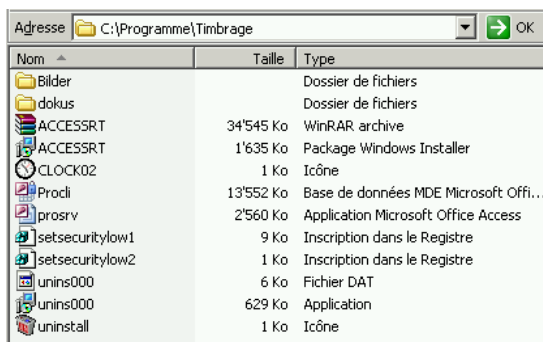 Adresse C:\Programme\Timbrage OK
Nom Taille Type
Bilder Dossier de fichiers
dokus Dossier de fichiers
ACCESSRT 34'545 Ko WinRAR archive
ACCESSRT 1'635 Ko Package Windows Installer
CLOCK02 1 Ko Icône
Procli 13'552 Ko Base de données MDE Microsoft Offi...
prosrv 2'560 Ko Application Microsoft Office Access
setsecuritylow1 9 Ko Inscription dans le Registre
setsecuritylow2 1 Ko Inscription dans le Registre
unins000 6 Ko Fichier DAT
unins000 629 Ko Application
uninstall 1 Ko Icône